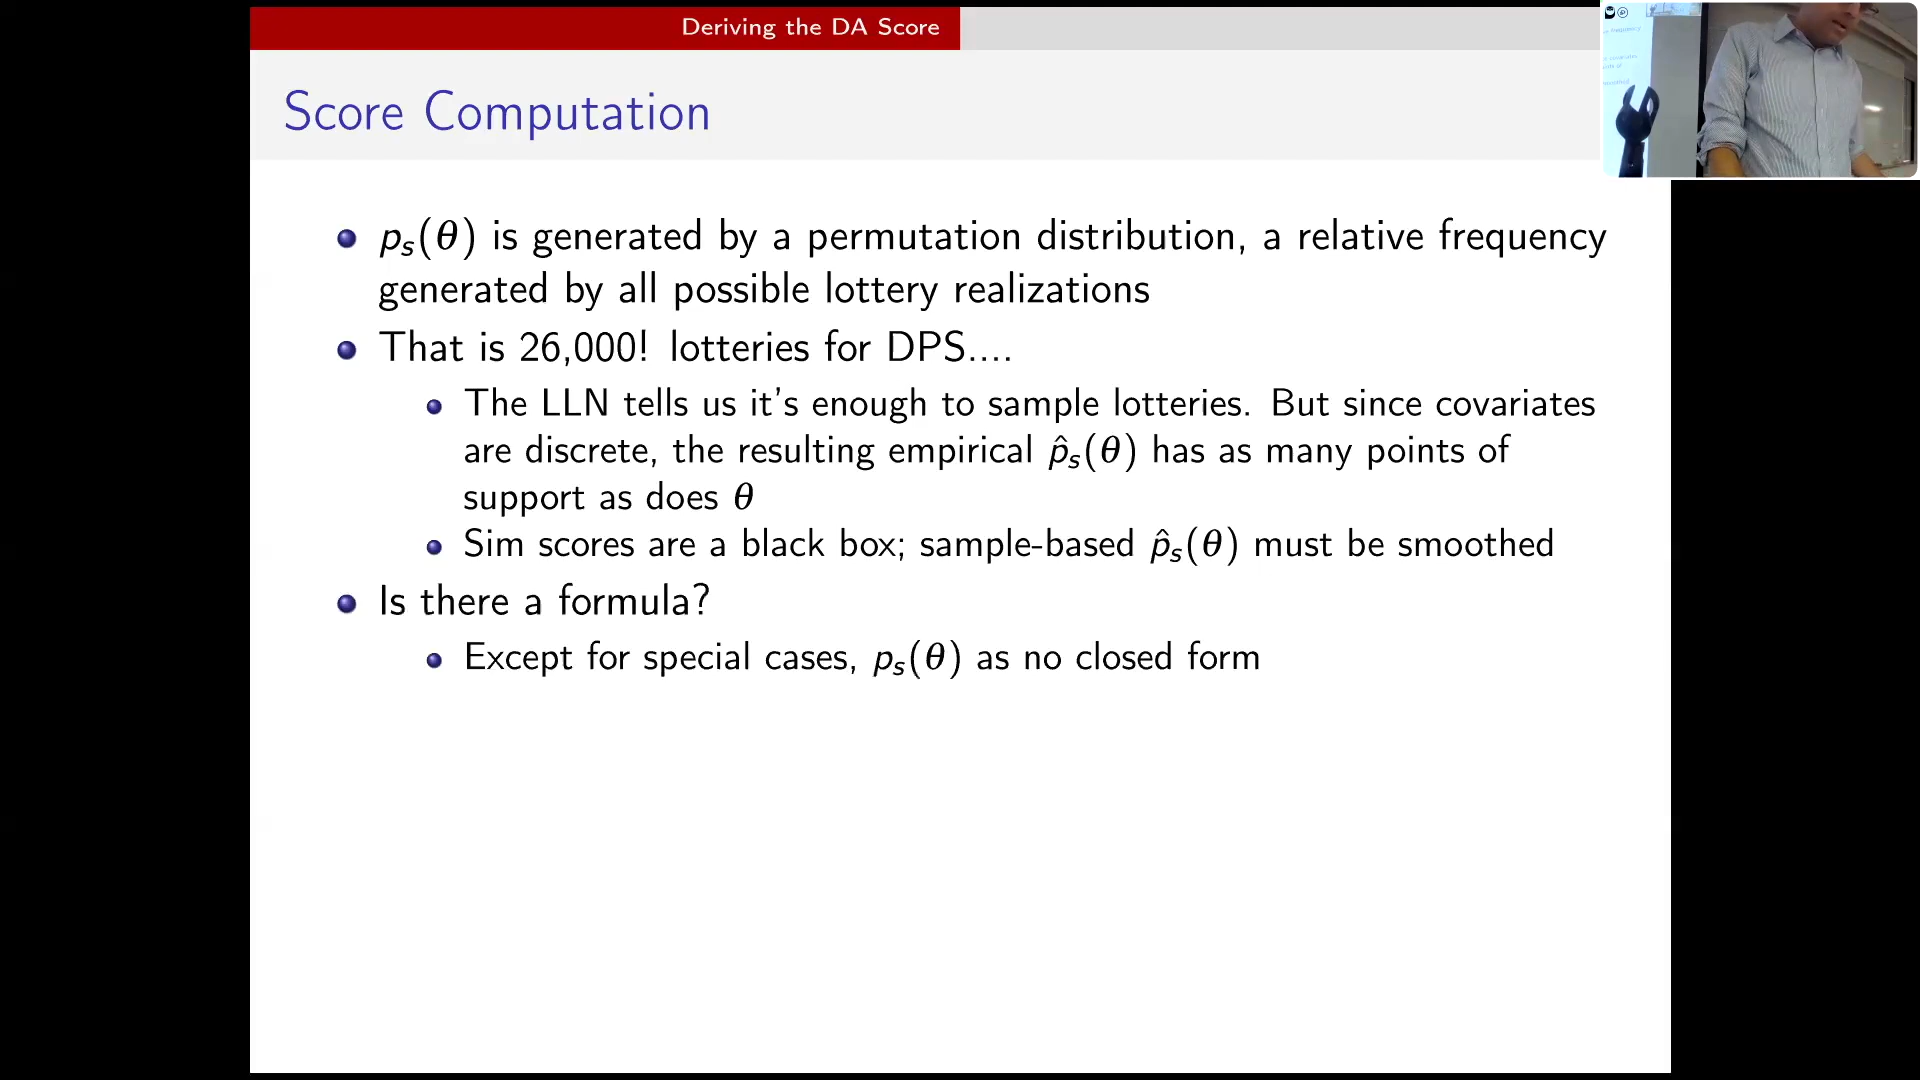 Deriving the DA Score
Score Computation
pₛ(θ) is generated by a permutation distribution, a relative frequency
generated by all possible lottery realizations
That is 26,000! lotteries for DPS....
The LLN tells us it's enough to sample lotteries. But since covariates
are discrete, the resulting empirical p̂ₛ(θ) has as many points of
support as does θ
Sim scores are a black box; sample-based p̂ₛ(θ) must be smoothed
Is there a formula?
Except for special cases, pₛ(θ) as no closed form